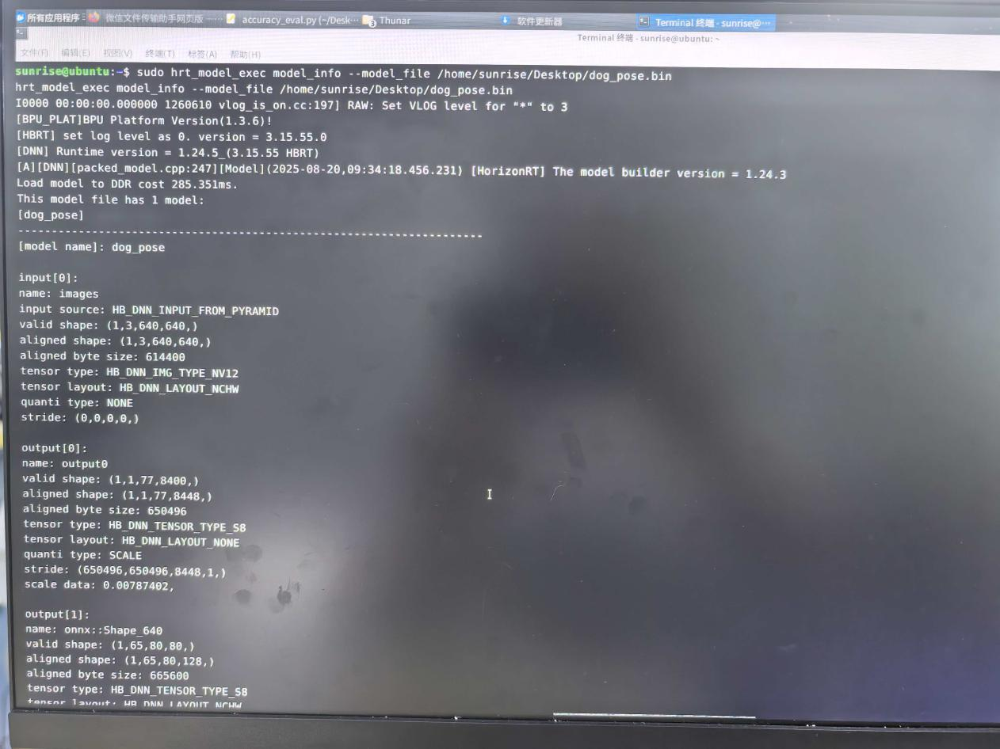 所有应用程序
微信文件传输助手网页版
accuracy_eval.py (~/Desk…
3 Thunar
软件更新器
Terminal 终端 - sunrise@…
Terminal 终端 - sunrise@ubuntu: ~
文件(F) 编辑(E) 视图(V) 终端(T) 标签(A) 帮助(H)
sunrise@ubuntu:~$ sudo hrt_model_exec model_info --model_file /home/sunrise/Desktop/dog_pose.bin
hrt_model_exec model_info --model_file /home/sunrise/Desktop/dog_pose.bin
I0000 00:00:00.000000 1260610 vlog_is_on.cc:197] RAW: Set VLOG level for "*" to 3
[BPU_PLAT]BPU Platform Version(1.3.6)!
[HBRT] set log level as 0. version = 3.15.55.0
[DNN] Runtime version = 1.24.5_(3.15.55 HBRT)
[A][DNN][packed_model.cpp:247][Model](2025-08-20,09:34:18.456.231) [HorizonRT] The model builder version = 1.24.3
Load model to DDR cost 285.351ms.
This model file has 1 model:
[dog_pose]
---------------------------------------------------------------------
[model name]: dog_pose
input[0]:
name: images
input source: HB_DNN_INPUT_FROM_PYRAMID
valid shape: (1,3,640,640,)
aligned shape: (1,3,640,640,)
aligned byte size: 614400
tensor type: HB_DNN_IMG_TYPE_NV12
tensor layout: HB_DNN_LAYOUT_NCHW
quanti type: NONE
stride: (0,0,0,0,)
output[0]:
name: output0
valid shape: (1,1,77,8400,)
aligned shape: (1,1,77,8448,)
aligned byte size: 650496
tensor type: HB_DNN_TENSOR_TYPE_S8
tensor layout: HB_DNN_LAYOUT_NONE
quanti type: SCALE
stride: (650496,650496,8448,1,)
scale data: 0.00787402,
output[1]:
name: onnx::Shape_640
valid shape: (1,65,80,80,)
aligned shape: (1,65,80,128,)
aligned byte size: 665600
tensor type: HB_DNN_TENSOR_TYPE_S8
tensor layout: HB_DNN_LAYOUT_NCHW